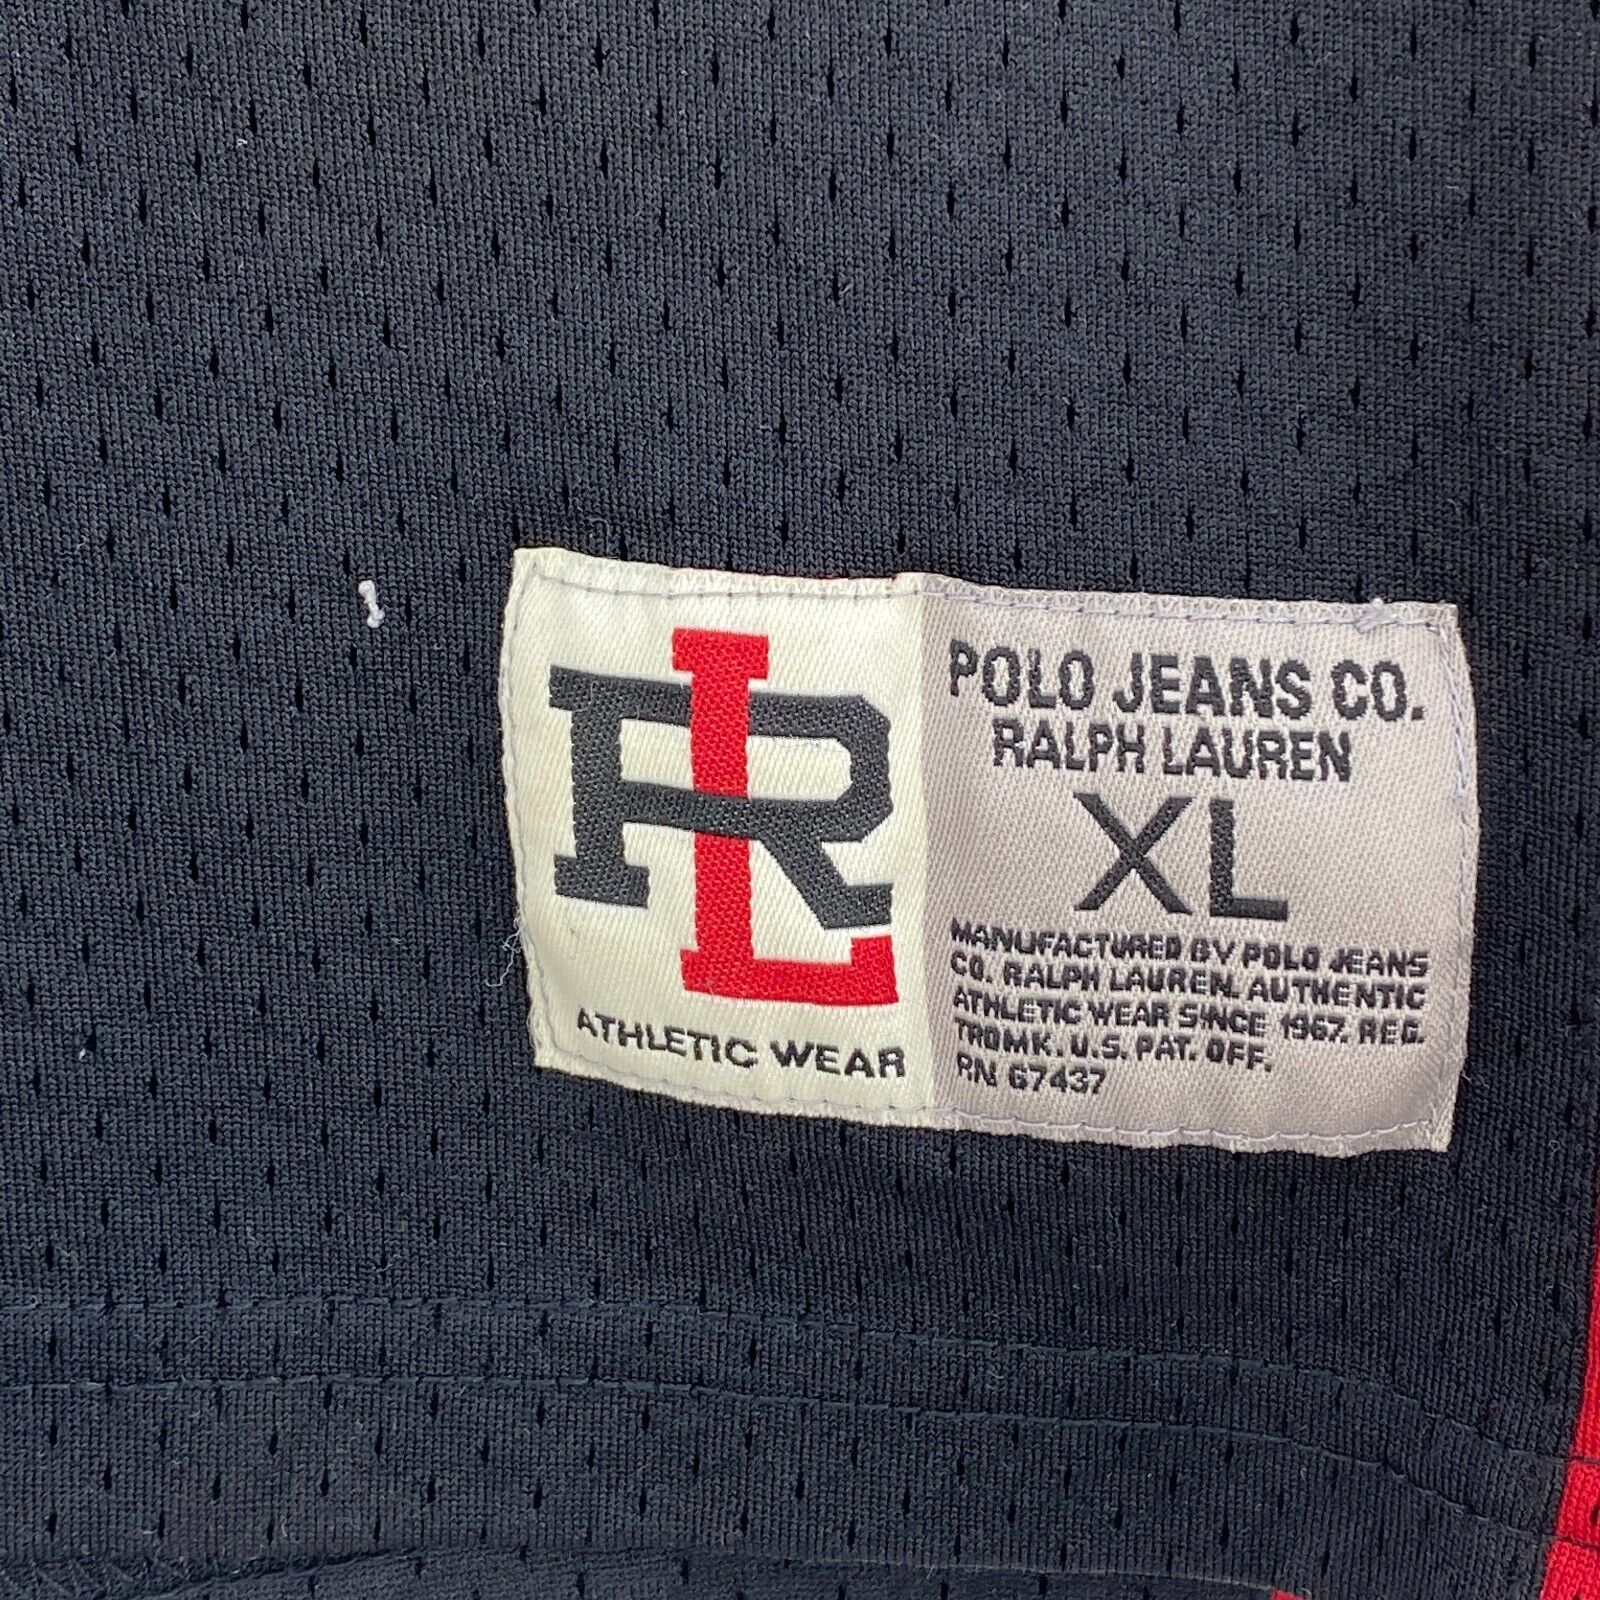 RL
ATHLETIC WEAR
POLO JEANS CO.
RALPH LAUREN
XL
MANUFACTURED BY POLO JEANS
CO. RALPH LAUREN. AUTHENTIC
ATHLETIC WEAR SINCE 1967. REG.
TRDMK. U.S. PAT. OFF.
RN 67437